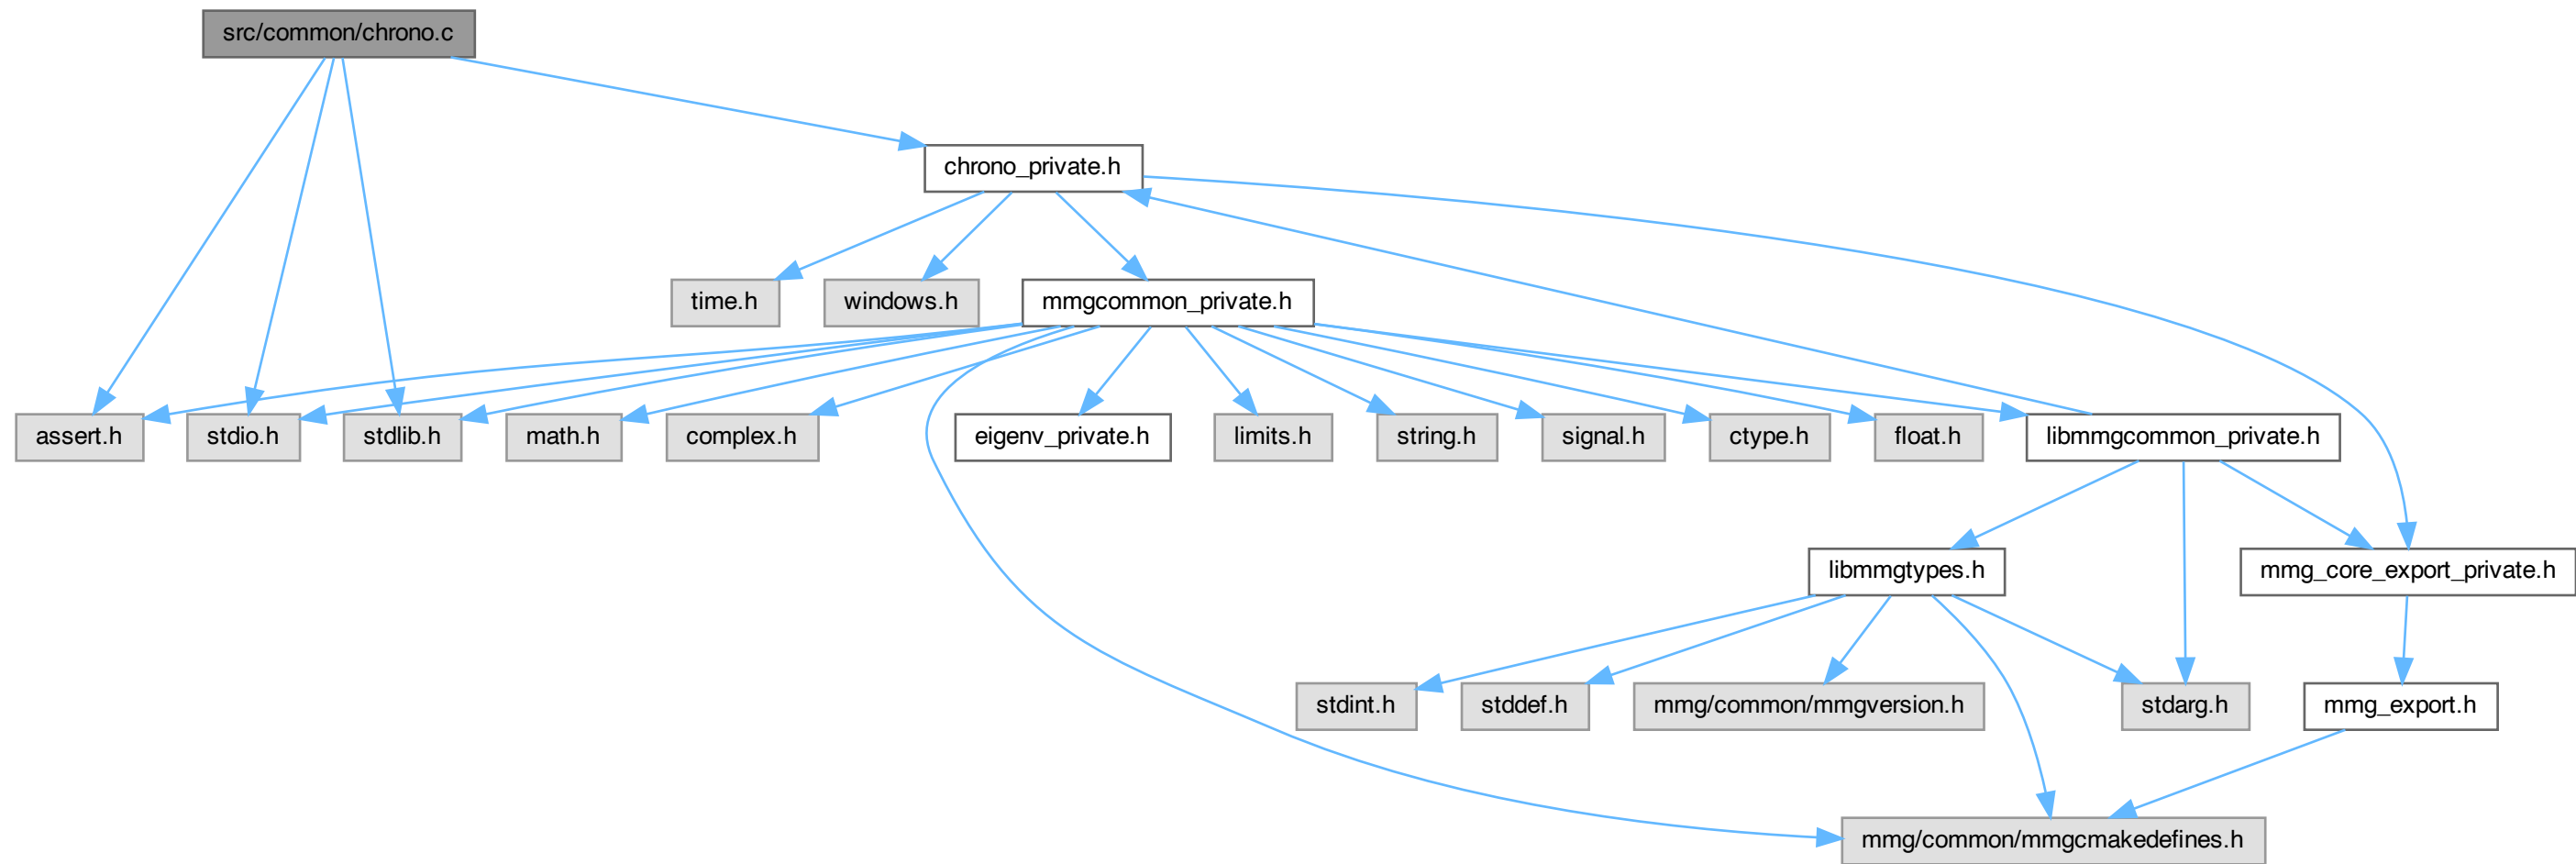 src/common/chrono.c
chrono_private.h
time.h
windows.h
mmgcommon_private.h
assert.h
stdio.h
stdlib.h
math.h
complex.h
eigenv_private.h
limits.h
string.h
signal.h
ctype.h
float.h
libmmgcommon_private.h
libmmgtypes.h
mmg_core_export_private.h
stdint.h
stddef.h
mmg/common/mmgversion.h
stdarg.h
mmg_export.h
mmg/common/mmgcmakedefines.h